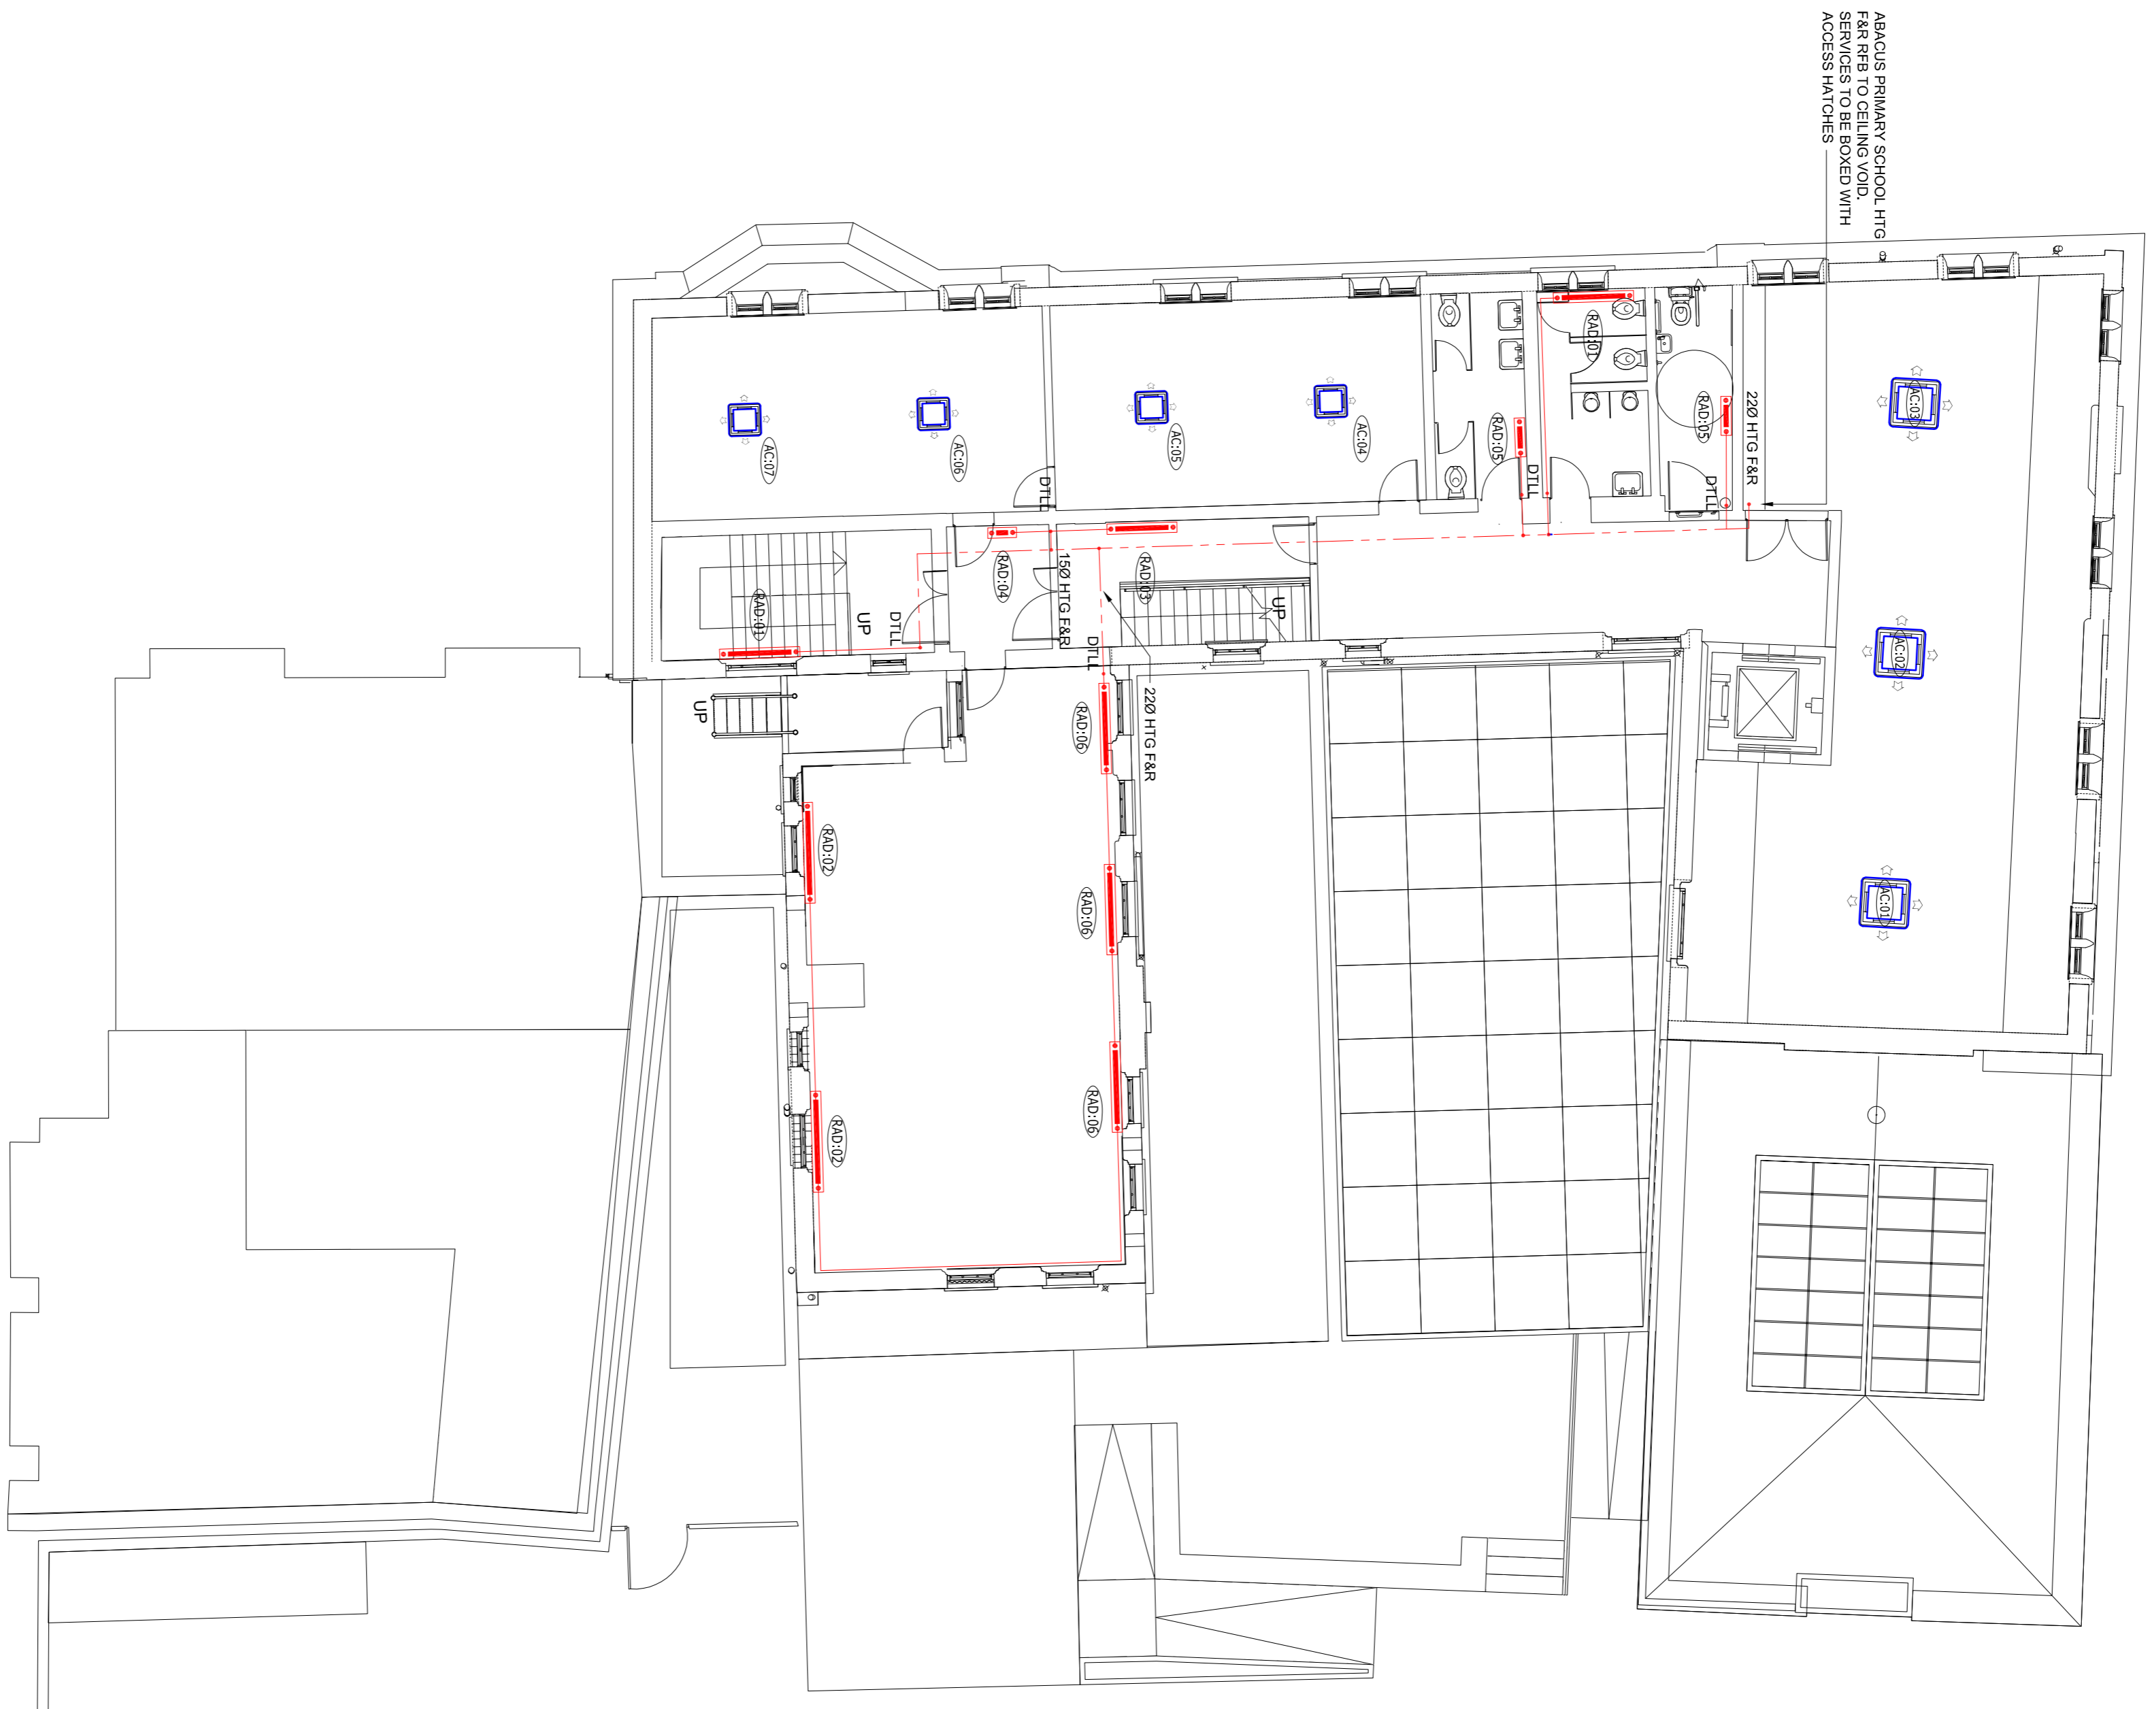 ABACUS PRIMARY SCHOOL HTG
F&R RFB TO CEILING VOID.
SERVICES TO BE BOXED WITH
ACCESS HATCHES
22Ø HTG F&R
AC:03
AC:02
AC:01
RAD:05
DTLL
RAD:01
DTLL
RAD:05
AC:04
AC:05
AC:06
AC:07
DTLL
15Ø HTG F&R
RAD:03
RAD:04
UP
DTLL
22Ø HTG F&R
UP
DTLL
RAD:01
UP
RAD:06
RAD:06
RAD:06
RAD:02
RAD:02